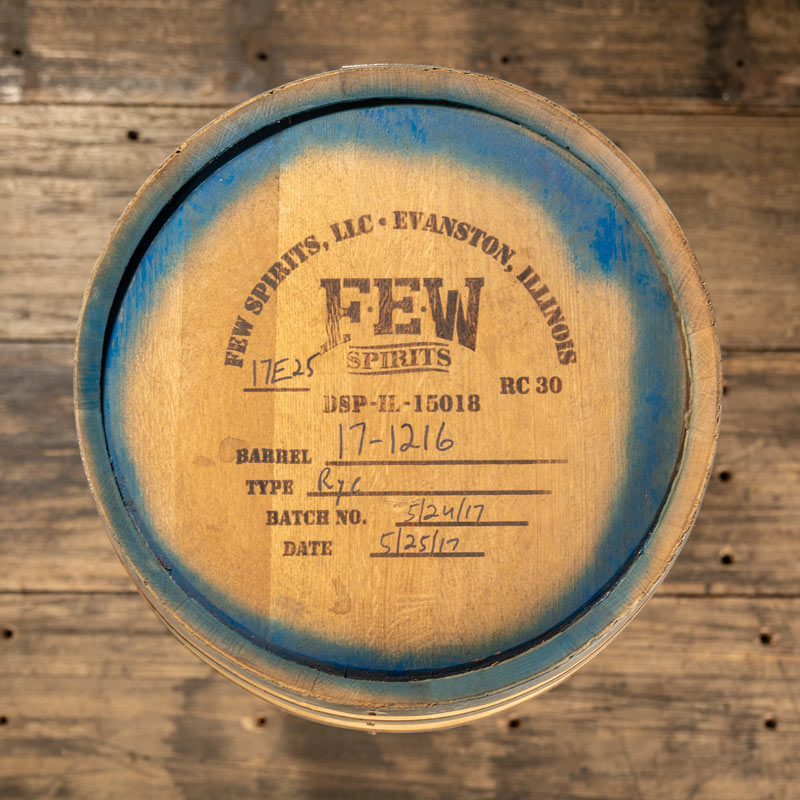 FEW SPIRITS, LLC • EVANSTON, ILLINOIS
F·E·W
SPIRITS
17E25
RC 30
DSP-IL-15018
BARREL 17-1216
TYPE Rye
BATCH NO. 5/24/17
DATE 5/25/17